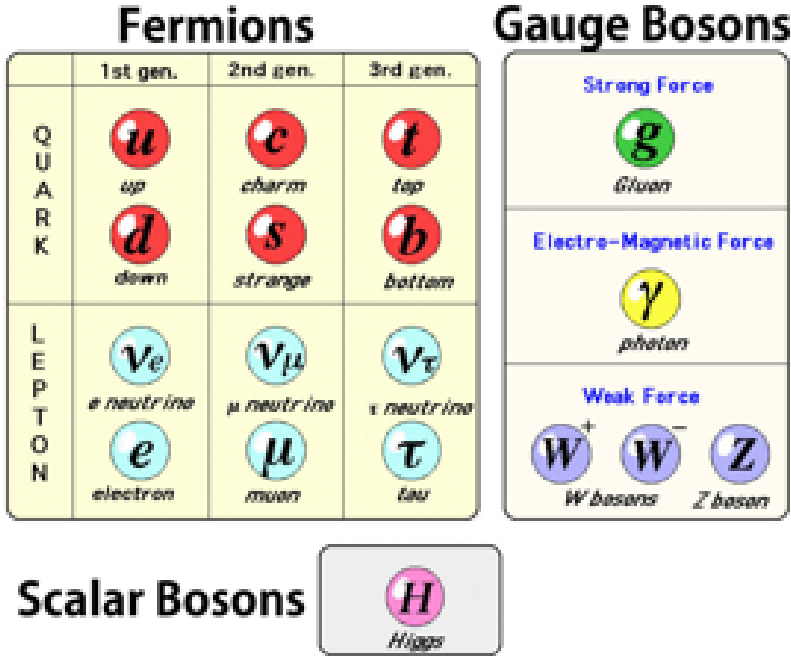 Fermions
Gauge Bosons
1st gen. 2nd gen. 3rd gen.
QUARK
u c t
up charm top
d s b
down strange bottom
LEPTON
νe νμ ντ
e neutrino μ neutrino τ neutrino
e μ τ
electron muon tau
Strong Force
g
Gluon
Electro-Magnetic Force
γ
photon
Weak Force
W+ W− Z
W bosons Z boson
Scalar Bosons
H
Higgs